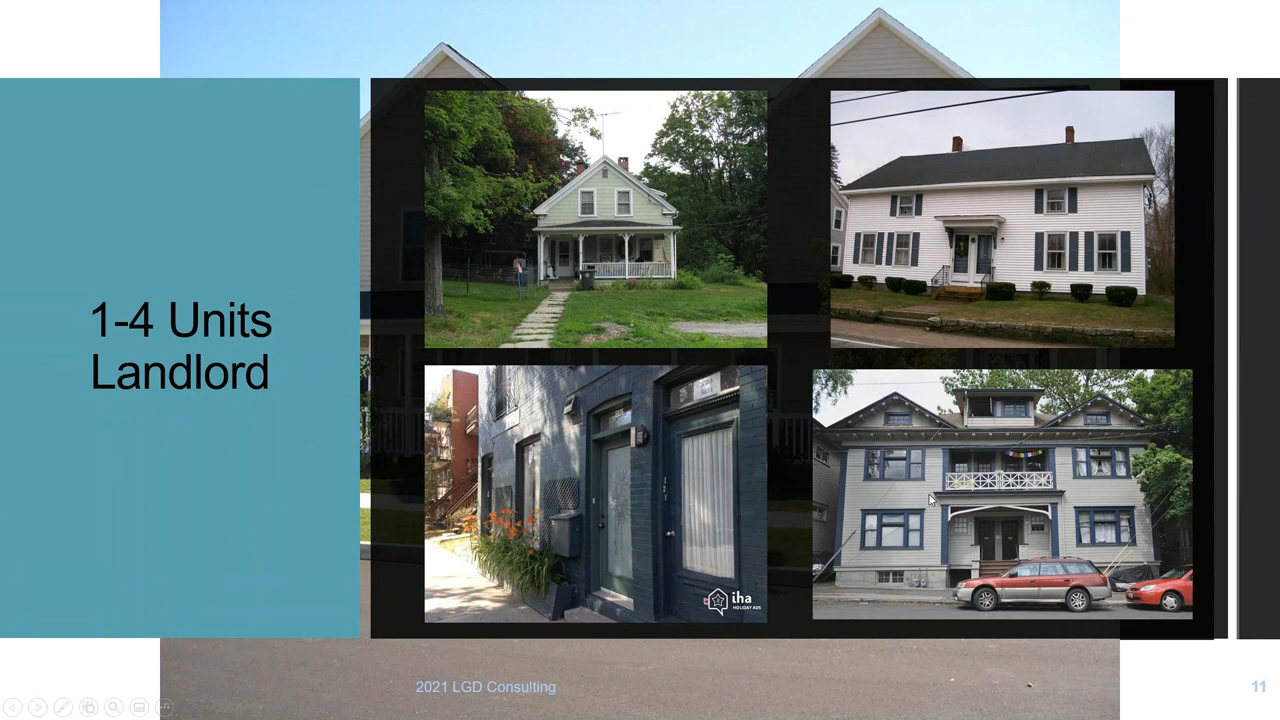 1-4 Units
Landlord
iha
HOLIDAY ADS
2021 LGD Consulting
11